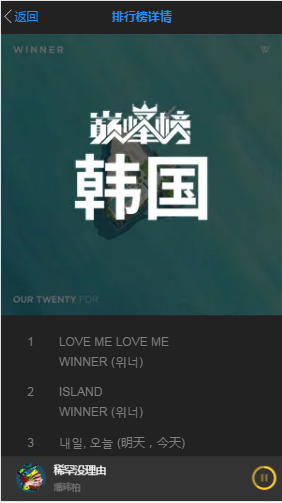 返回
排行榜详情
WINNER
W
巅峰榜
韩国
OUR TWENTY FOR
1 LOVE ME LOVE ME
WINNER (위너)
2 ISLAND
WINNER (위너)
3 내일, 오늘 (明天，今天)
稀罕没理由
潘玮柏